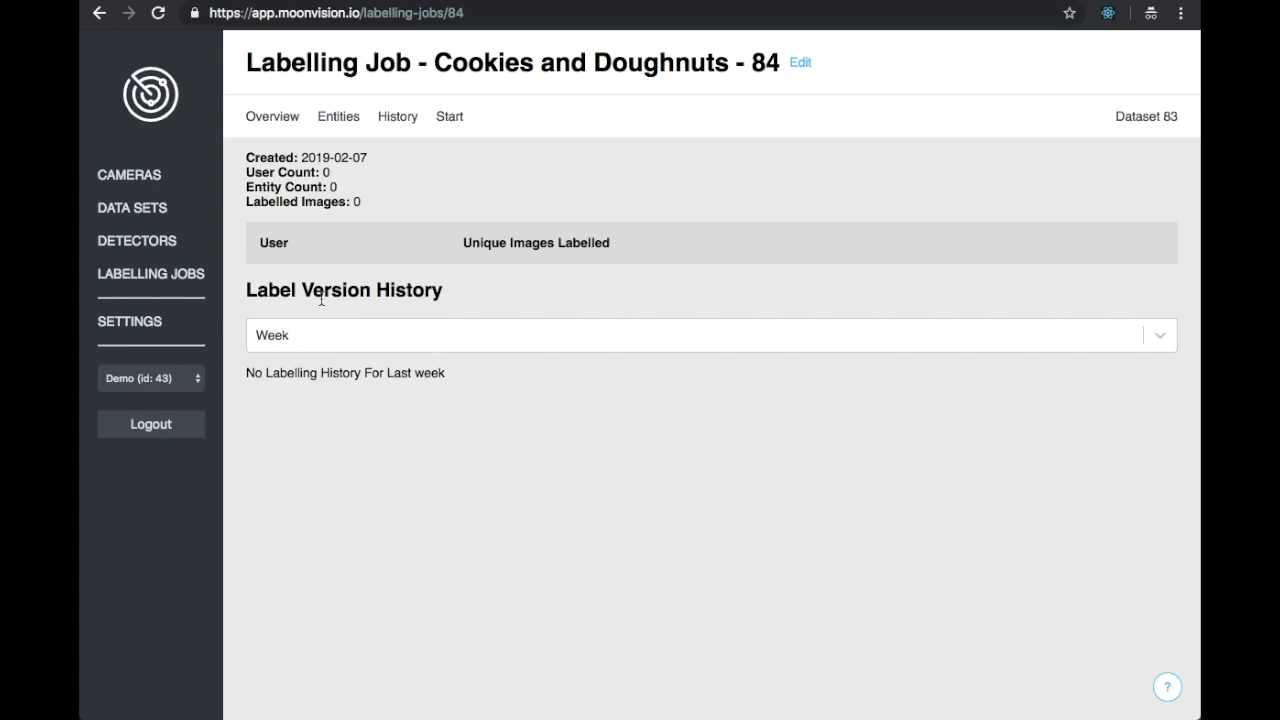 https://app.moonvision.io/labelling-jobs/84
Labelling Job - Cookies and Doughnuts - 84 Edit
Overview Entities History Start Dataset 83
Created: 2019-02-07
User Count: 0
Entity Count: 0
Labelled Images: 0
User Unique Images Labelled
Label Version History
Week
No Labelling History For Last week
CAMERAS
DATA SETS
DETECTORS
LABELLING JOBS
SETTINGS
Demo (id: 43)
Logout
?